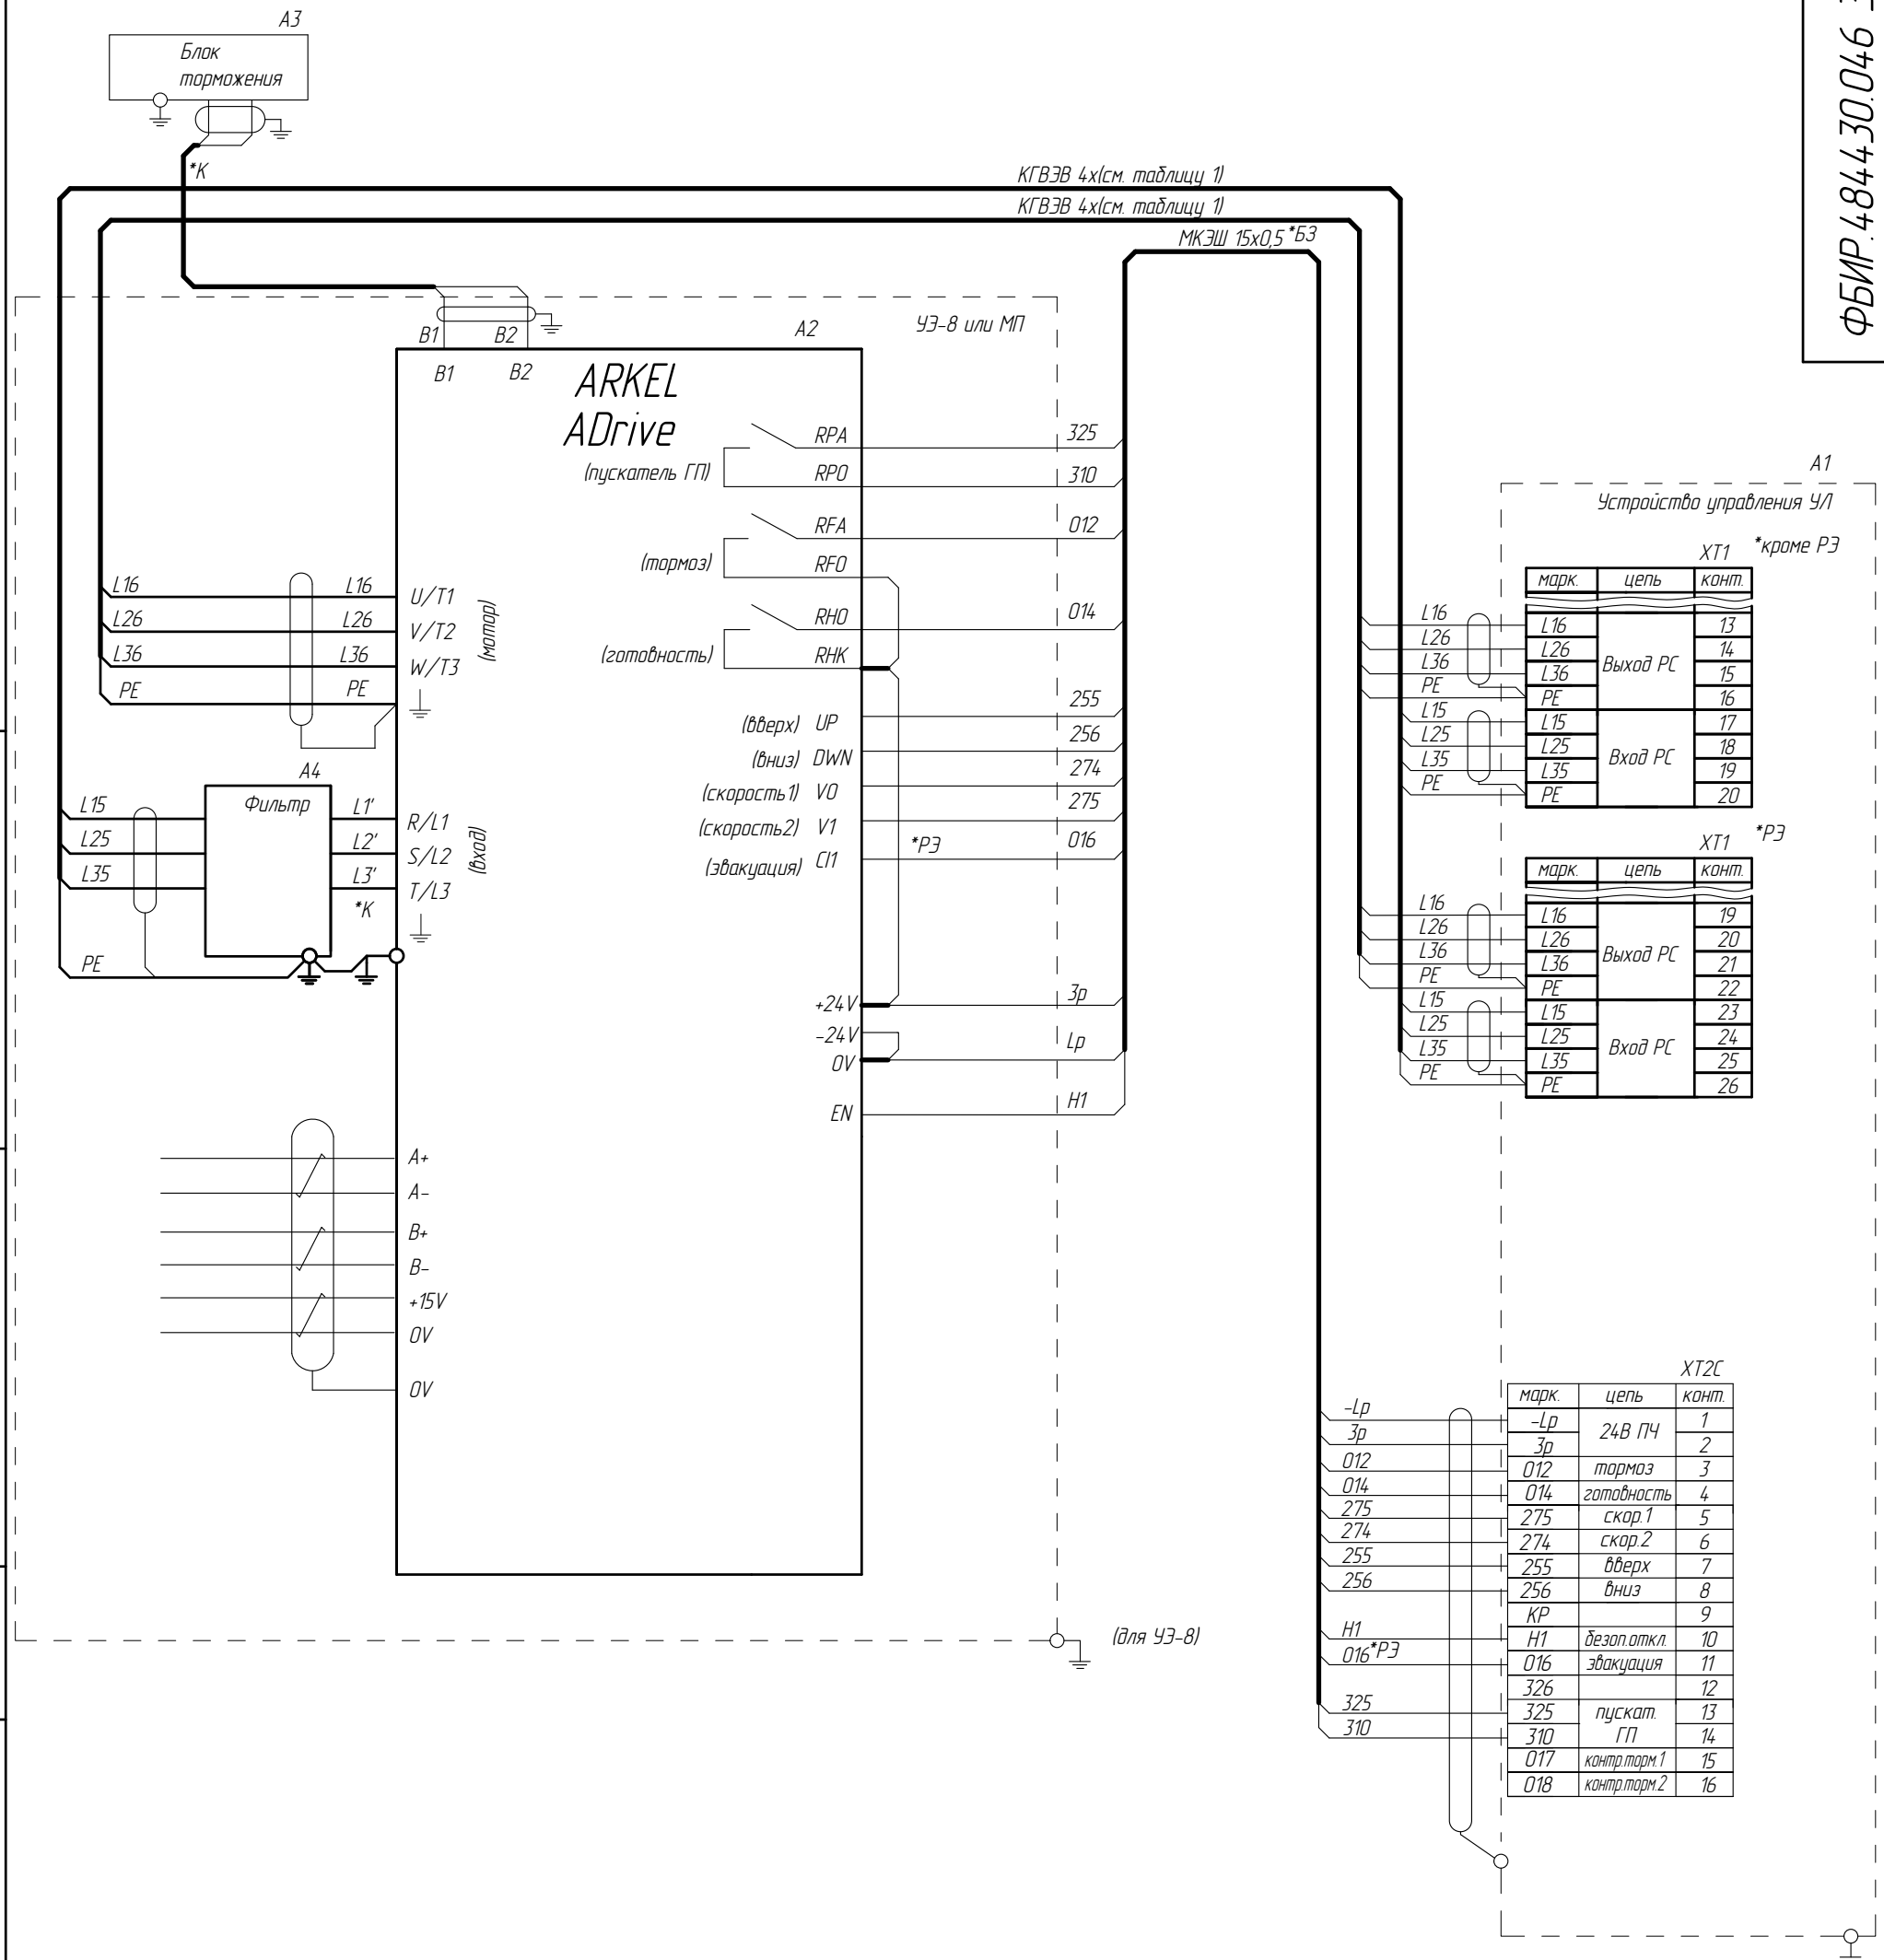 ФБИР.484430.046
А3
Блок
торможения
*К
КГВЭВ 4х(см. таблицу 1)
КГВЭВ 4х(см. таблицу 1)
МКЭШ 15х0,5 *БЗ
УЭ-8 или МП
А2
B1 B2
B1 B2
ARKEL
ADrive
(пускатель ГП)
RPA 325
RPO 310
(тормоз)
RFA 012
RFO
(готовность)
RHO 014
RHK
(вверх) UP 255
(вниз) DWN 256
(скорость1) V0 274
(скорость2) V1 275
(эвакуация) CI1 *РЭ 016
+24V 3р
-24V
0V Lp
EN H1
L16 L16 U/T1
L26 L26 V/T2
L36 L36 W/T3
PE PE
(мотор)
А4
Фильтр
L15 L1' R/L1
L25 L2' S/L2
L35 L3' T/L3
(вход)
*К
PE
A+
A-
B+
B-
+15V
0V
0V
(для УЭ-8)
А1
Устройство управления УЛ
ХТ1 *кроме РЭ
марк. цепь конт.
L16 L16 13
L26 L26 14
Выход РС
L36 L36 15
PE PE 16
L15 L15 17
L25 L25 18
Вход РС
L35 L35 19
PE PE 20
ХТ1 *РЭ
марк. цепь конт.
L16 L16 19
L26 L26 20
Выход РС
L36 L36 21
PE PE 22
L15 L15 23
L25 L25 24
Вход РС
L35 L35 25
PE PE 26
ХТ2С
марк. цепь конт.
-Lp -Lp 24В ПЧ 1
3р 3р 2
012 012 тормоз 3
014 014 готовность 4
275 275 скор.1 5
274 274 скор.2 6
255 255 вверх 7
256 256 вниз 8
КР 9
H1 H1 безоп.откл. 10
016*РЭ 016 эвакуация 11
326 12
325 325 пускат. 13
310 310 ГП 14
017 контр.торм.1 15
018 контр.торм.2 16